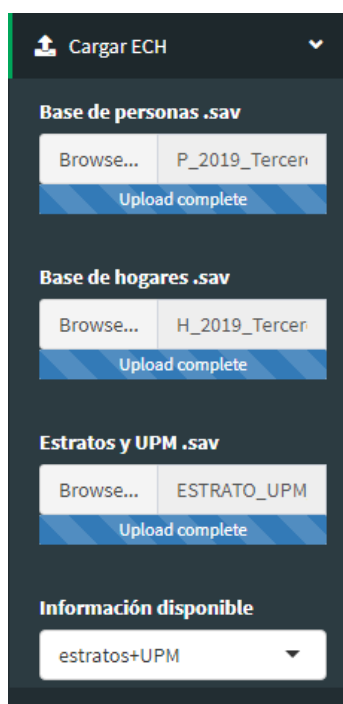 Cargar ECH
Base de personas .sav
Browse... P_2019_Tercer
Upload complete
Base de hogares .sav
Browse... H_2019_Tercer
Upload complete
Estratos y UPM .sav
Browse... ESTRATO_UPM
Upload complete
Información disponible
estratos+UPM